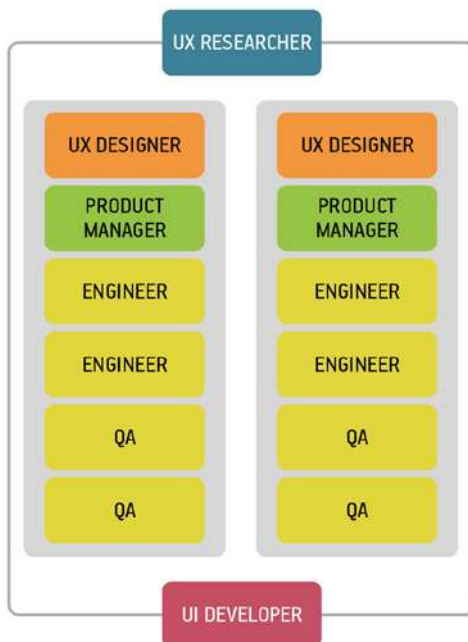 UX RESEARCHER
UX DESIGNER
PRODUCT
MANAGER
ENGINEER
ENGINEER
QA
QA
UX DESIGNER
PRODUCT
MANAGER
ENGINEER
ENGINEER
QA
QA
UI DEVELOPER